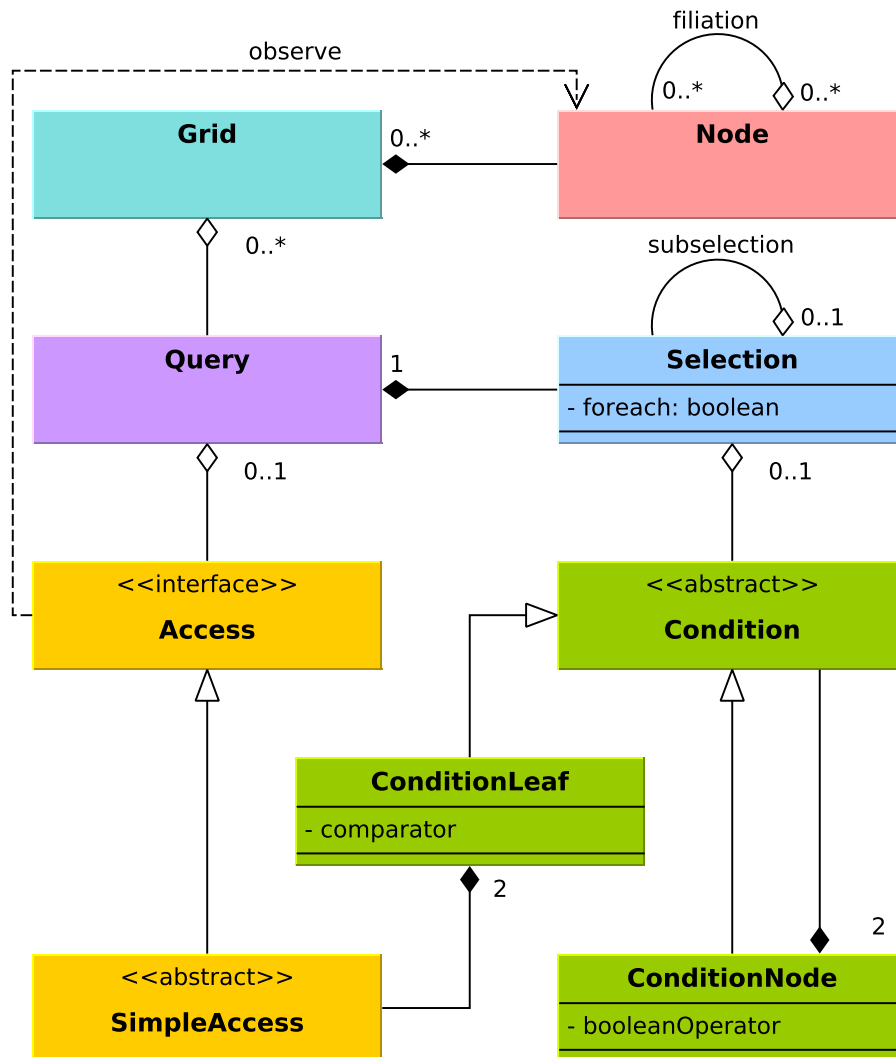 filiation
observe
0..*
0..*
Grid
0..*
Node
0..*
subselection
0..1
Query
1
Selection
- foreach: boolean
0..1
0..1
<<interface>>
Access
<<abstract>>
Condition
ConditionLeaf
- comparator
2
2
<<abstract>>
SimpleAccess
ConditionNode
- booleanOperator